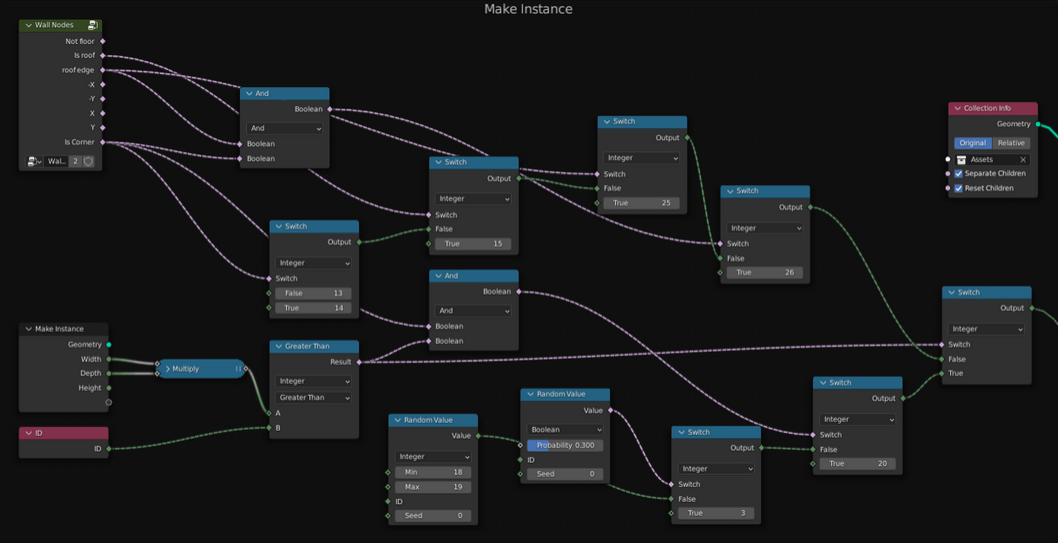 Make Instance
Wall Nodes
Not floor
Is roof
roof edge
-X
-Y
X
Y
Is Corner
Wal..
2
And
Boolean
And
Boolean
Boolean
Switch
Output
Integer
Switch
False
True 15
Switch
Output
Integer
Switch
False
True 25
Switch
Output
Integer
Switch
False
True 26
Collection Info
Geometry
Original
Relative
Assets
Separate Children
Reset Children
Switch
Output
Integer
Switch
False 13
True 14
And
Boolean
And
Boolean
Boolean
Switch
Output
Integer
Switch
False
True
Make Instance
Geometry
Width
Depth
Height
Multiply
Greater Than
Result
Integer
Greater Than
A
B
ID
ID
Random Value
Value
Integer
Min 18
Max 19
ID
Seed 0
Random Value
Value
Boolean
Probability 0.300
ID
Seed 0
Switch
Output
Integer
Switch
False
True 3
Switch
Output
Integer
Switch
False
True 20